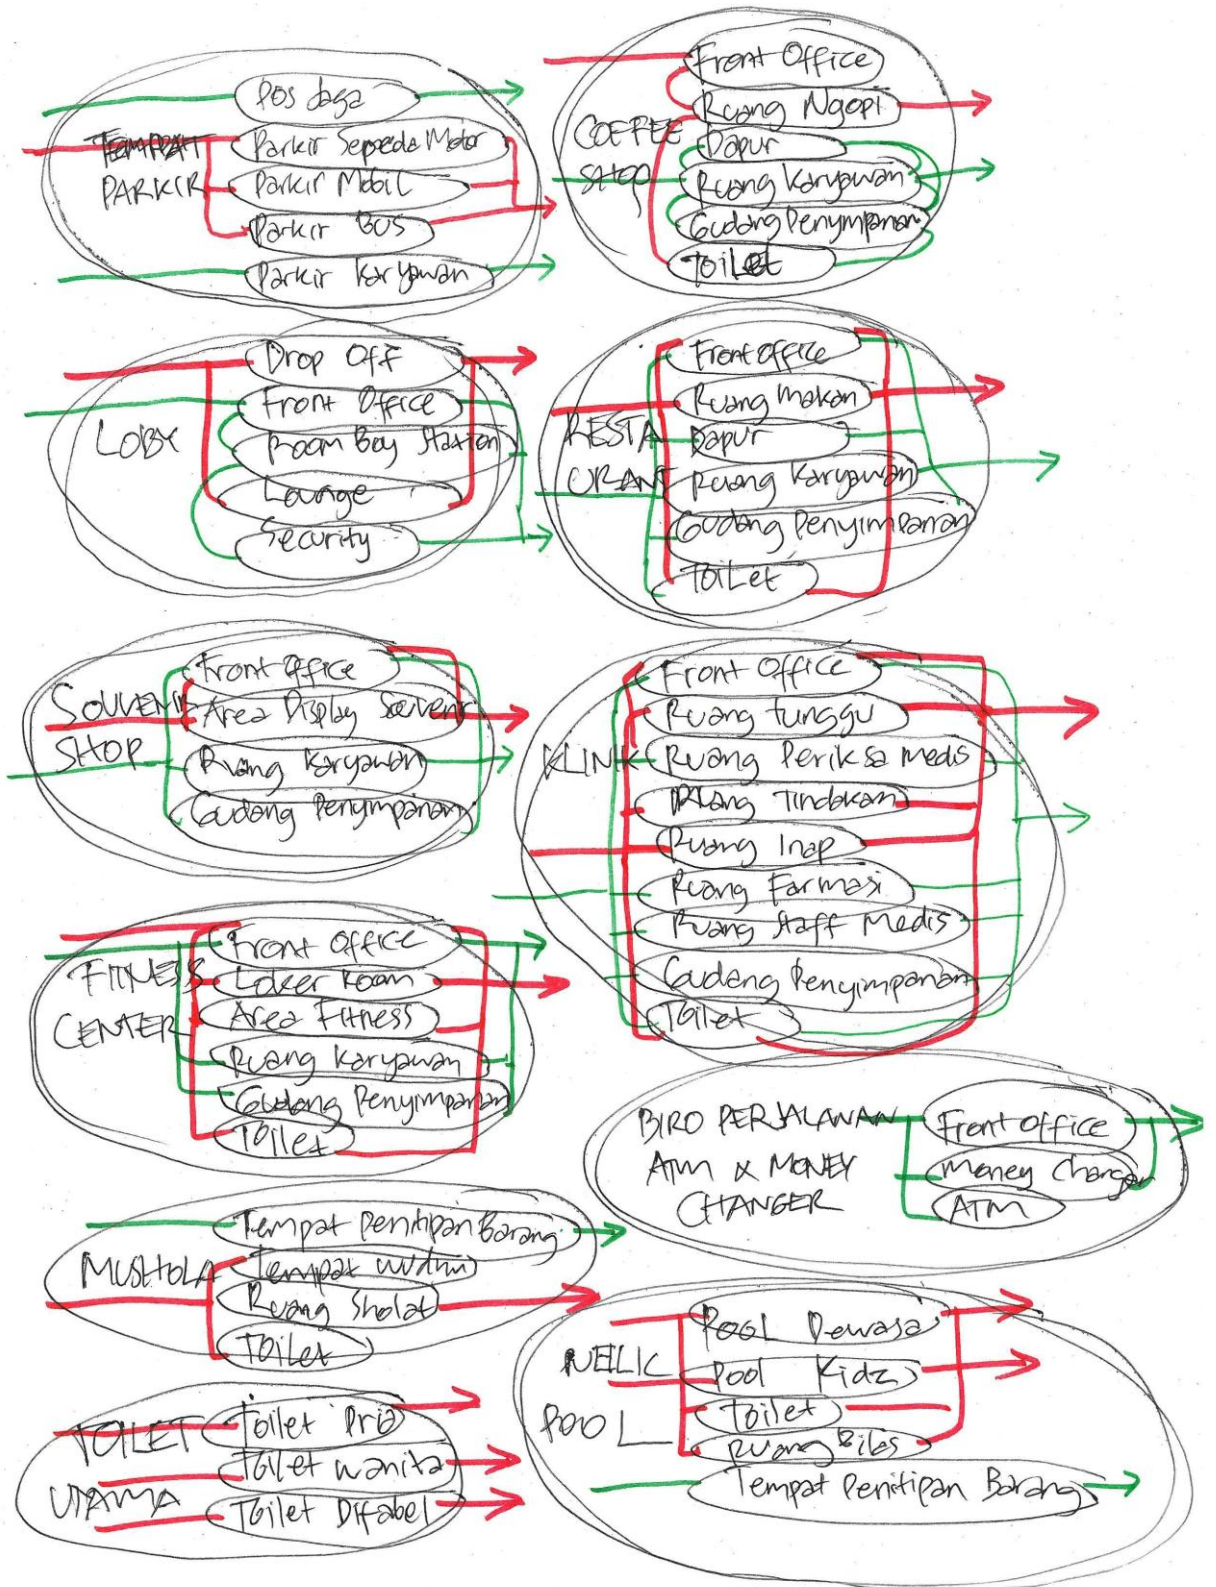 TEMPAT
PARKIR
Pos daga
Parkir Sepeda Motor
Parkir Mobil
Parkir BUS
Parkir Karyawan
COFFEE
SHOP
Front Office
Ruang Ngopi
Dapur
Ruang Karyawan
Gudang Penyimpanan
Toilet
LOBY
Drop Off
Front Office
Room Boy Station
Lounge
Security
RESTA
URANT
Front office
Ruang makan
Dapur
Ruang Karyawan
Gudang Penyimpanan
Toilet
SOUVENIR
SHOP
Front Office
Area Display Souvenir
Ruang Karyawan
Gudang Penyimpanan
KLINIK
Front Office
Ruang tunggu
Ruang Periksa Medis
Ruang Tindakan
Ruang Inap
Ruang Farmasi
Ruang Staff Medis
Gudang Penyimpanan
Toilet
FITNESS
CENTER
Front Office
Loker Room
Area Fitness
Ruang Karyawan
Gudang Penyimpanan
Toilet
BIRO PERJALANAN
ATM & MONEY
CHANGER
Front Office
Money Changer
ATM
MUSHOLA
Tempat Penitipan Barang
Tempat wudhu
Ruang Sholat
Toilet
POOL
Pool Dewasa
Pool Kidz
Toilet
Ruang Bilas
Tempat Penitipan Barang
TOILET
UTAMA
Toilet Pria
Toilet wanita
Toilet Difabel